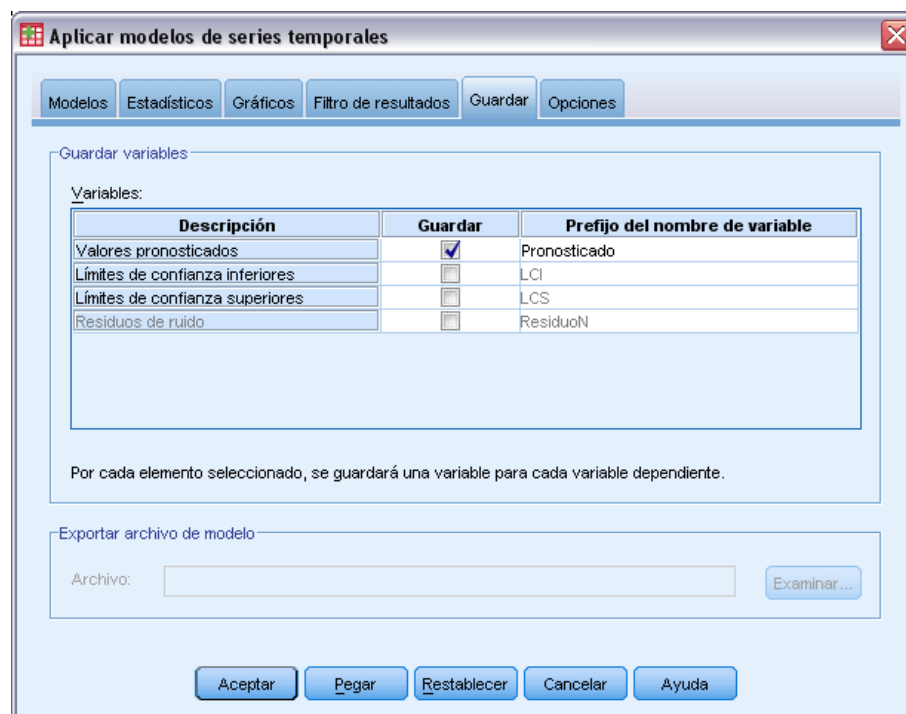 Aplicar modelos de series temporales
Modelos Estadísticos Gráficos Filtro de resultados Guardar Opciones
Guardar variables
Variables:
Descripción Guardar Prefijo del nombre de variable
Valores pronosticados Pronosticado
Límites de confianza inferiores LCI
Límites de confianza superiores LCS
Residuos de ruido ResiduoN
Por cada elemento seleccionado, se guardará una variable para cada variable dependiente.
Exportar archivo de modelo
Archivo: Examinar...
Aceptar Pegar Restablecer Cancelar Ayuda